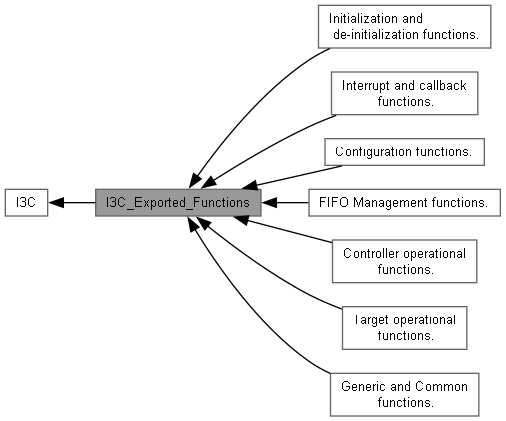 Initialization and
de-initialization functions.
Interrupt and callback
functions.
Configuration functions.
I3C
I3C_Exported_Functions
FIFO Management functions.
Controller operational
functions.
Target operational
functions.
Generic and Common
functions.